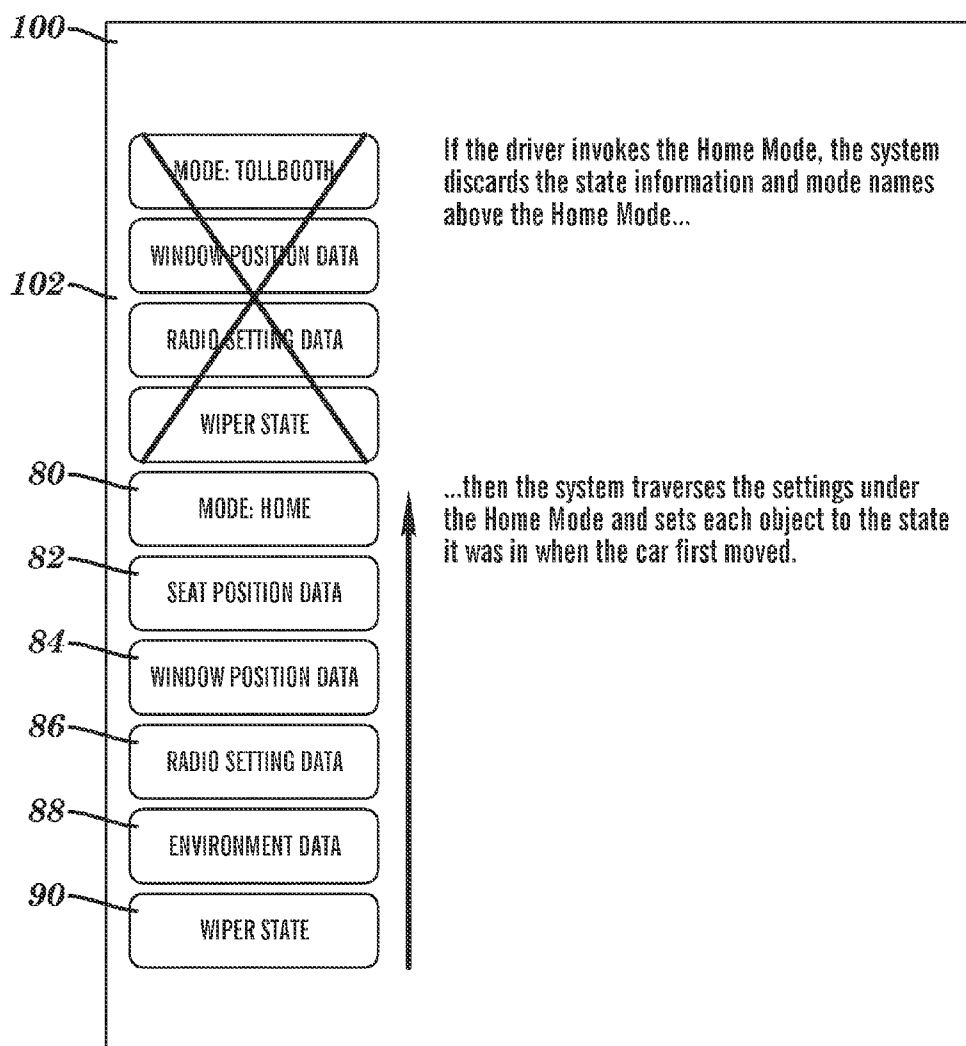 100
MODE: TOLLBOOTH
If the driver invokes the Home Mode, the system
discards the state information and mode names
above the Home Mode...
WINDOW POSITION DATA
102
RADIO SETTING DATA
WIPER STATE
80
MODE: HOME
...then the system traverses the settings under
the Home Mode and sets each object to the state
it was in when the car first moved.
82
SEAT POSITION DATA
84
WINDOW POSITION DATA
86
RADIO SETTING DATA
88
ENVIRONMENT DATA
90
WIPER STATE